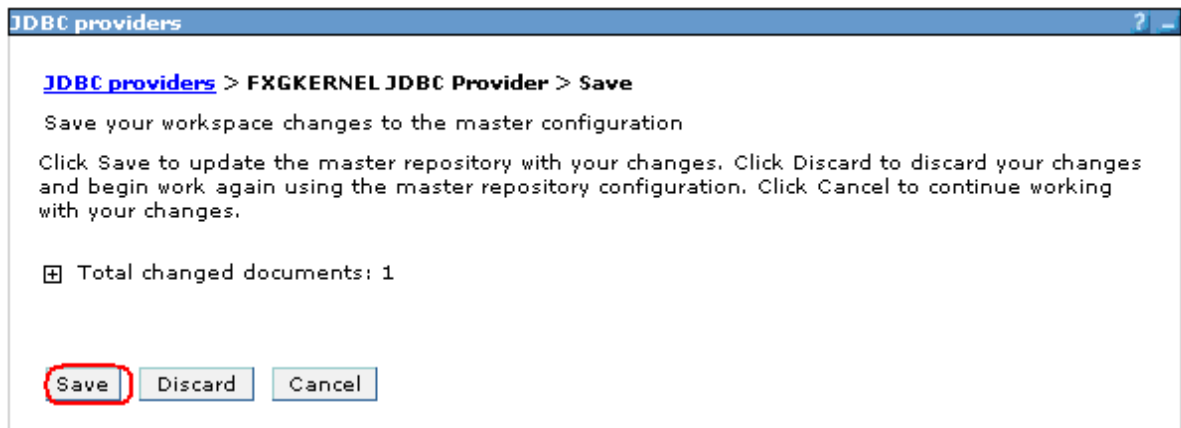 JDBC providers ? -
JDBC providers > FXGKERNEL JDBC Provider > Save
Save your workspace changes to the master configuration
Click Save to update the master repository with your changes. Click Discard to discard your changes
and begin work again using the master repository configuration. Click Cancel to continue working
with your changes.
+ Total changed documents: 1
Save Discard Cancel